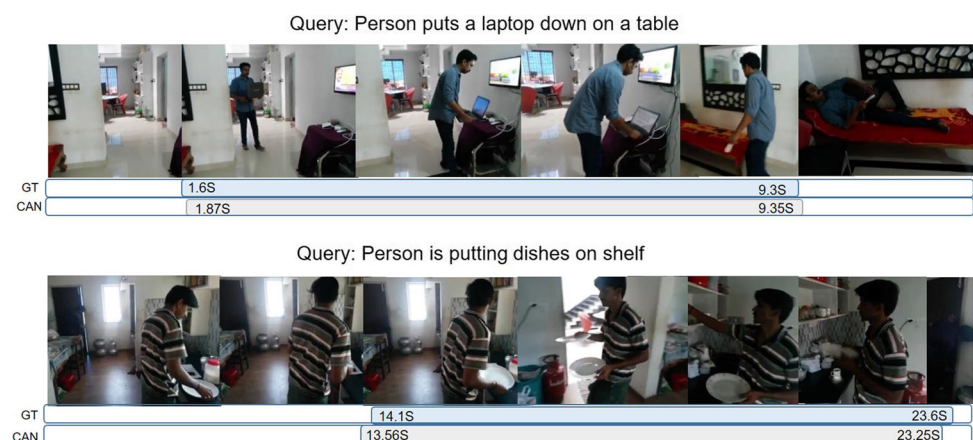 Query: Person puts a laptop down on a table
GT 1.6S 9.3S
CAN 1.87S 9.35S
Query: Person is putting dishes on shelf
GT 14.1S 23.6S
CAN 13.56S 23.25S